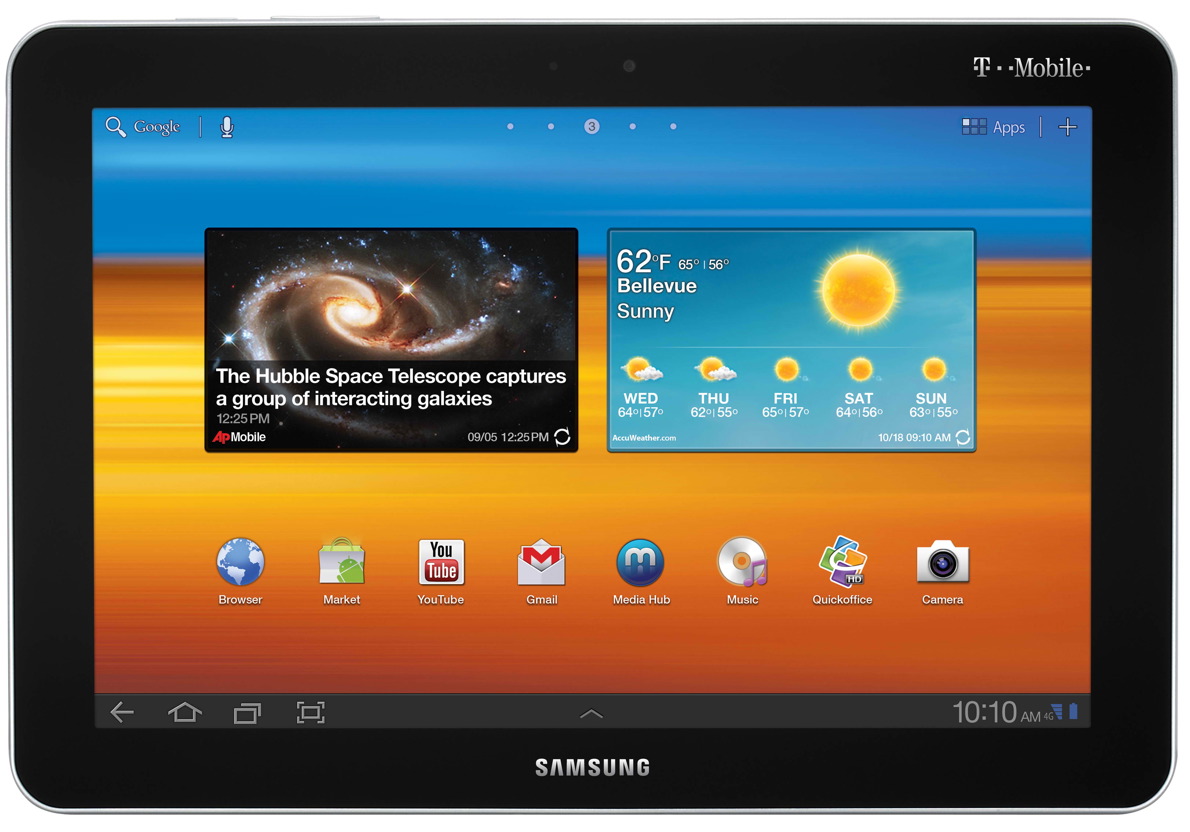 T··Mobile·
Google
3
Apps
62°F 65°|56°
Bellevue
Sunny
The Hubble Space Telescope captures
a group of interacting galaxies
12:25 PM
AP Mobile
09/05 12:25 PM
WED THU FRI SAT SUN
64°|57° 62°|55° 65°|57° 64°|56° 63°|55°
AccuWeather.com
10/18 09:10 AM
You
Tube
m
HD
Browser Market YouTube Gmail Media Hub Music Quickoffice Camera
10:10 AM 4G
SAMSUNG